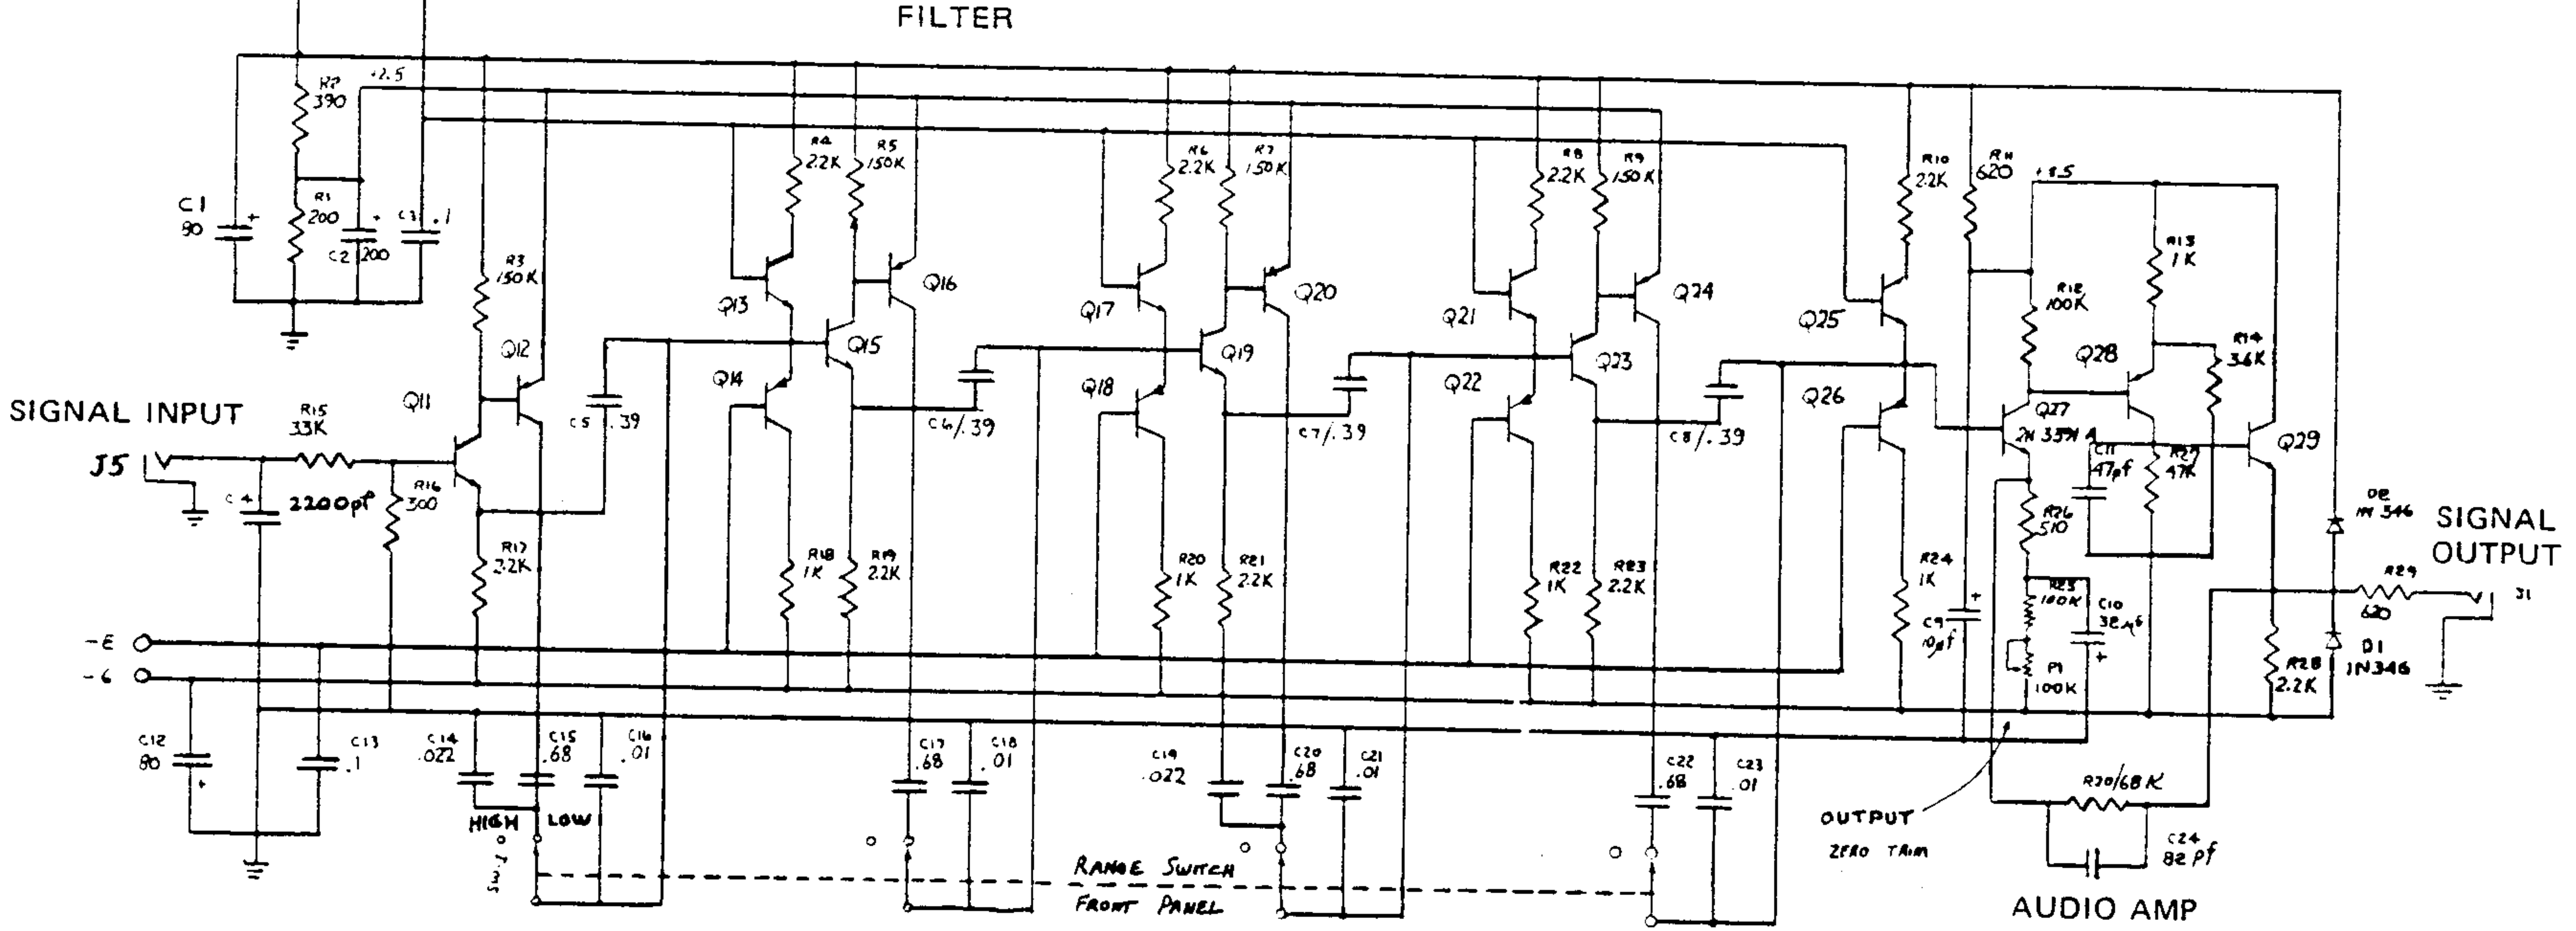 FILTER
+2.5
R2
390
R1
200
C1
80
+
C2 200
+
C3 .1
R3
150K
R4
2.2K
R5
150K
R6
2.2K
R7
150K
R8
2.2K
R9
150K
R10
2.2K
R11
620
+8.5
R12
100K
R13
1K
R14
36K
Q11
Q12
Q13
Q14
Q15
Q16
Q17
Q18
Q19
Q20
Q21
Q22
Q23
Q24
Q25
Q26
Q27
2N 3391 A
Q28
Q29
SIGNAL INPUT
J5
R15
33K
C4
2200pf
R16
300
R17
2.2K
C5 .39
C6/.39
C7/.39
C8/.39
R18
1K
R19
2.2K
R20
1K
R21
2.2K
R22
1K
R23
2.2K
R24
1K
C11
47pf
R27
47K
R26
510
R25
100K
C10
+
P1
100K
C9
10µf
+
R28
2.2K
D2
1N 346
D1
1N346
R29
620
J1
SIGNAL
OUTPUT
-E
-6
C12
80
+
C13
.1
C14
.022
C15
.68
C16
.01
C17
.68
C18
.01
C19
.022
C20
.68
C21
.01
C22
.68
C23
.01
HIGH
LOW
SW-1
RANGE SWITCH
FRONT PANEL
OUTPUT
ZERO TRIM
/68K
C24
82 Pf
AUDIO AMP